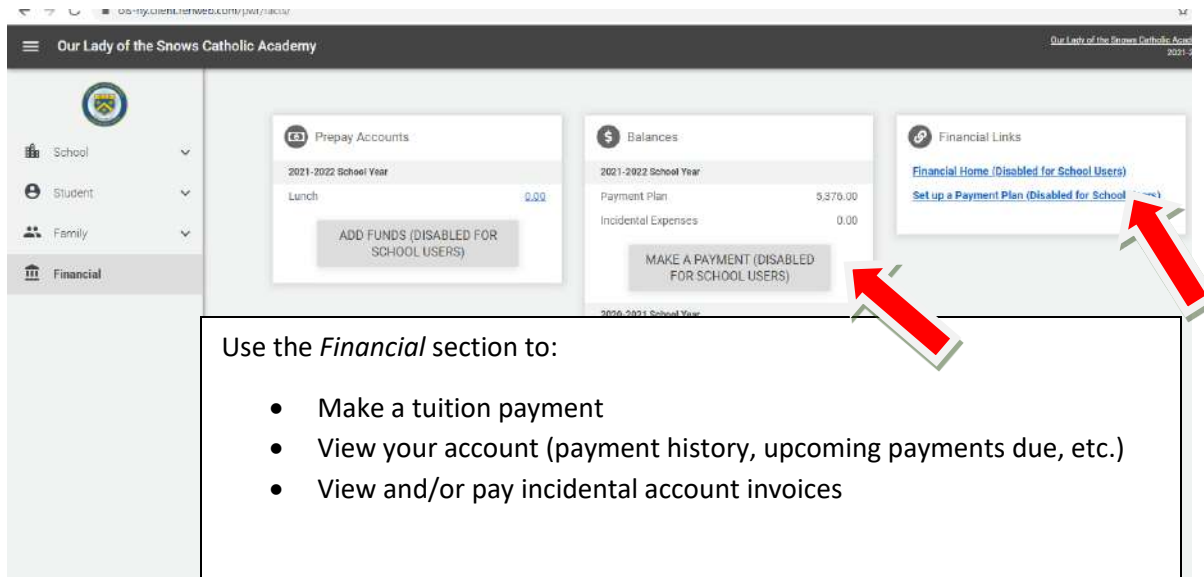 Our Lady of the Snows Catholic Academy
Our Lady of the Snows Catholic
School
Student
Family
Financial
Prepay Accounts
2021-2022 School Year
Lunch 0.00
ADD FUNDS (DISABLED FOR
SCHOOL USERS)
Balances
2021-2022 School Year
Payment Plan 5,376.00
Incidental Expenses 0.00
MAKE A PAYMENT (DISABLED
FOR SCHOOL USERS)
2020-2021 School Year
Financial Links
Financial Home (Disabled for School Users)
Set up a Payment Plan (Disabled for School
Use the Financial section to:
• Make a tuition payment
• View your account (payment history, upcoming payments due, etc.)
• View and/or pay incidental account invoices